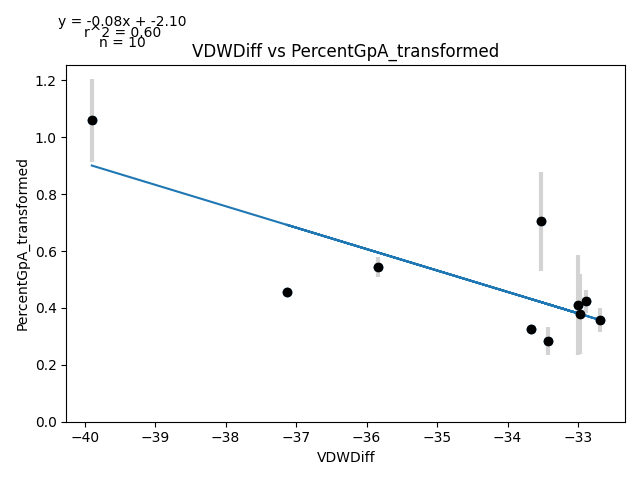 y = -0.08x + -2.10
r^2 = 0.60
n = 10
VDWDiff vs PercentGpA_transformed
PercentGpA_transformed
1.2
1.0
0.8
0.6
0.4
0.2
0.0
−40
−39
−38
−37
−36
−35
−34
−33
VDWDiff